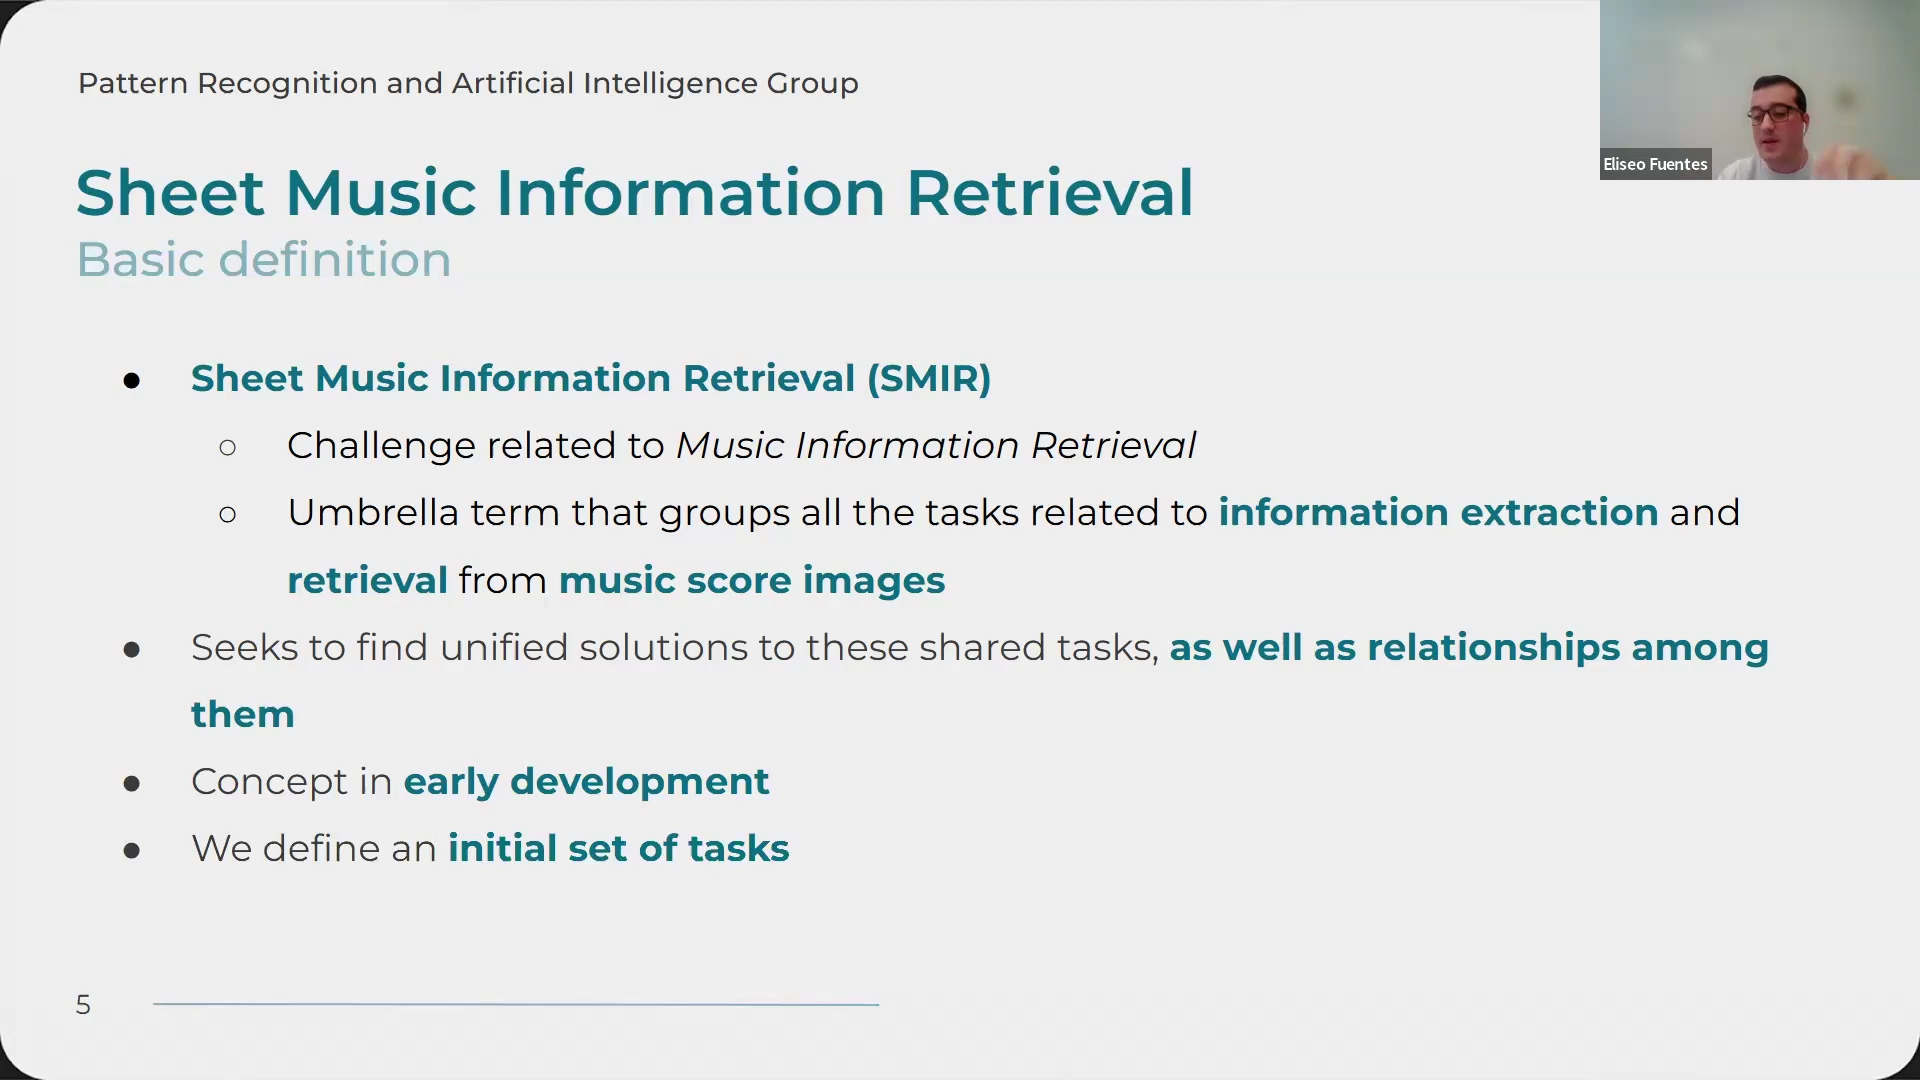 Pattern Recognition and Artificial Intelligence Group
Eliseo Fuentes
Sheet Music Information Retrieval
Basic definition
● Sheet Music Information Retrieval (SMIR)
○ Challenge related to Music Information Retrieval
○ Umbrella term that groups all the tasks related to information extraction and
retrieval from music score images
● Seeks to find unified solutions to these shared tasks, as well as relationships among
them
● Concept in early development
● We define an initial set of tasks
5